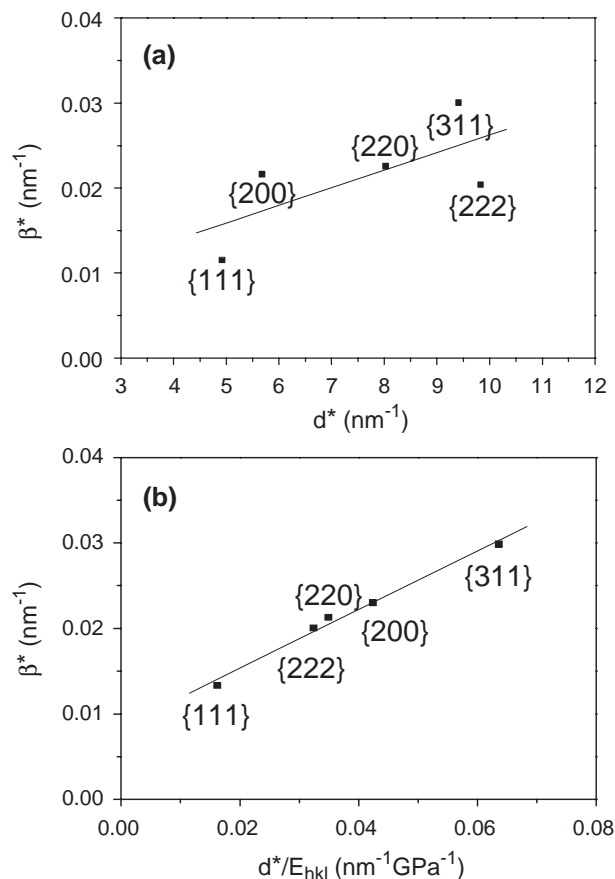 0.04
(a)
0.03
{311}
{220}
{200}
{222}
{111}
0.02
0.01
0.00
β* (nm⁻¹)
3 4 5 6 7 8 9 10 11 12
d* (nm⁻¹)
0.04
(b)
0.03
{311}
{220}
{200}
{222}
{111}
0.02
0.01
0.00
β* (nm⁻¹)
0.00 0.02 0.04 0.06 0.08
d*/Ehkl (nm⁻¹GPa⁻¹)